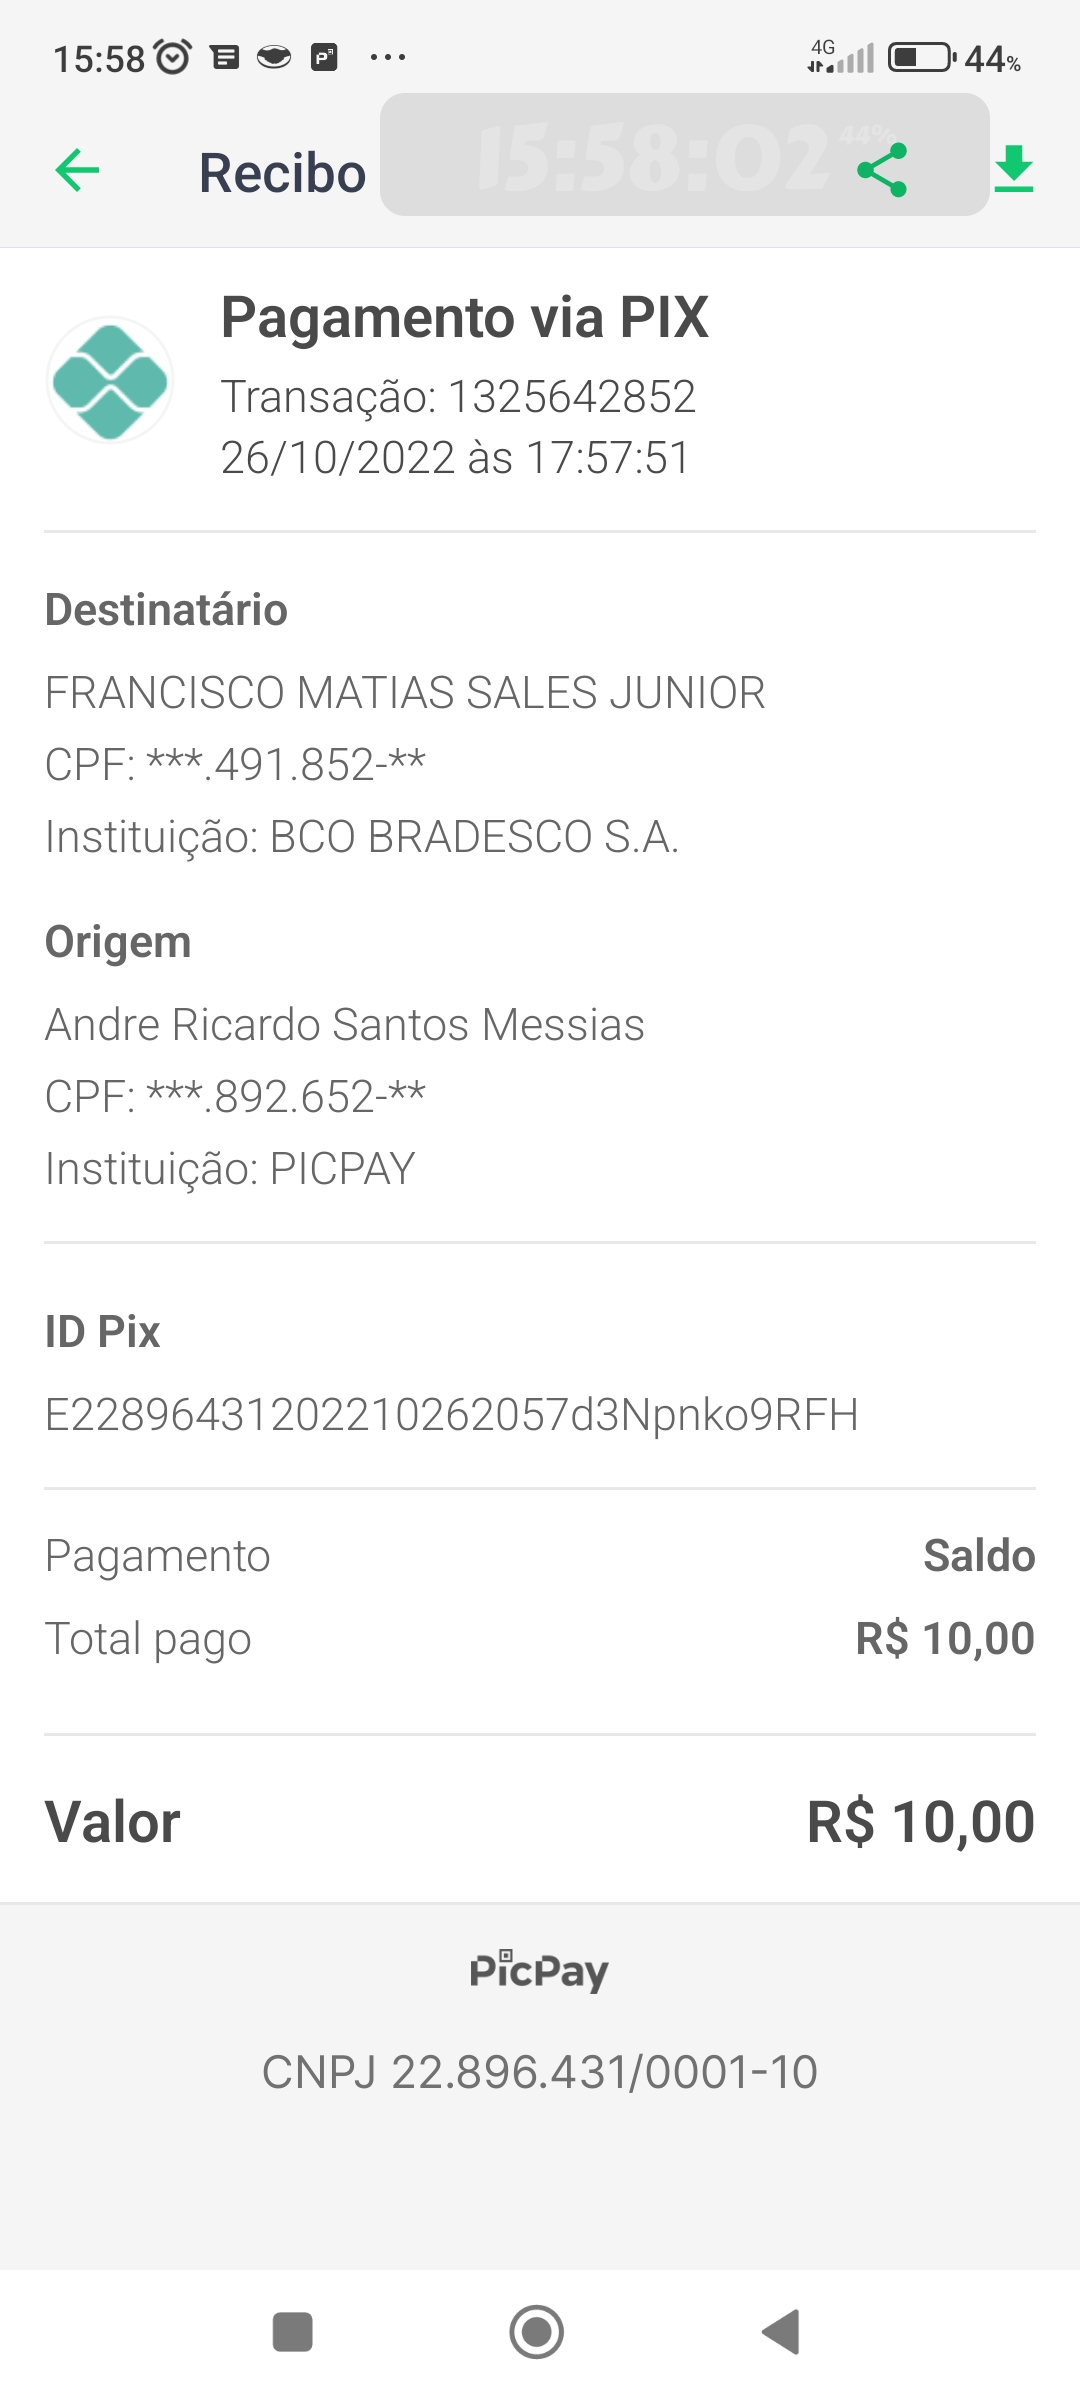 15:58
4G
44%
Recibo
15:58:02 44%
Pagamento via PIX
Transação: 1325642852
26/10/2022 às 17:57:51
Destinatário
FRANCISCO MATIAS SALES JUNIOR
CPF: ***.491.852-**
Instituição: BCO BRADESCO S.A.
Origem
Andre Ricardo Santos Messias
CPF: ***.892.652-**
Instituição: PICPAY
ID Pix
E22896431202210262057d3Npnko9RFH
Pagamento Saldo
Total pago R$ 10,00
Valor R$ 10,00
PicPay
CNPJ 22.896.431/0001-10